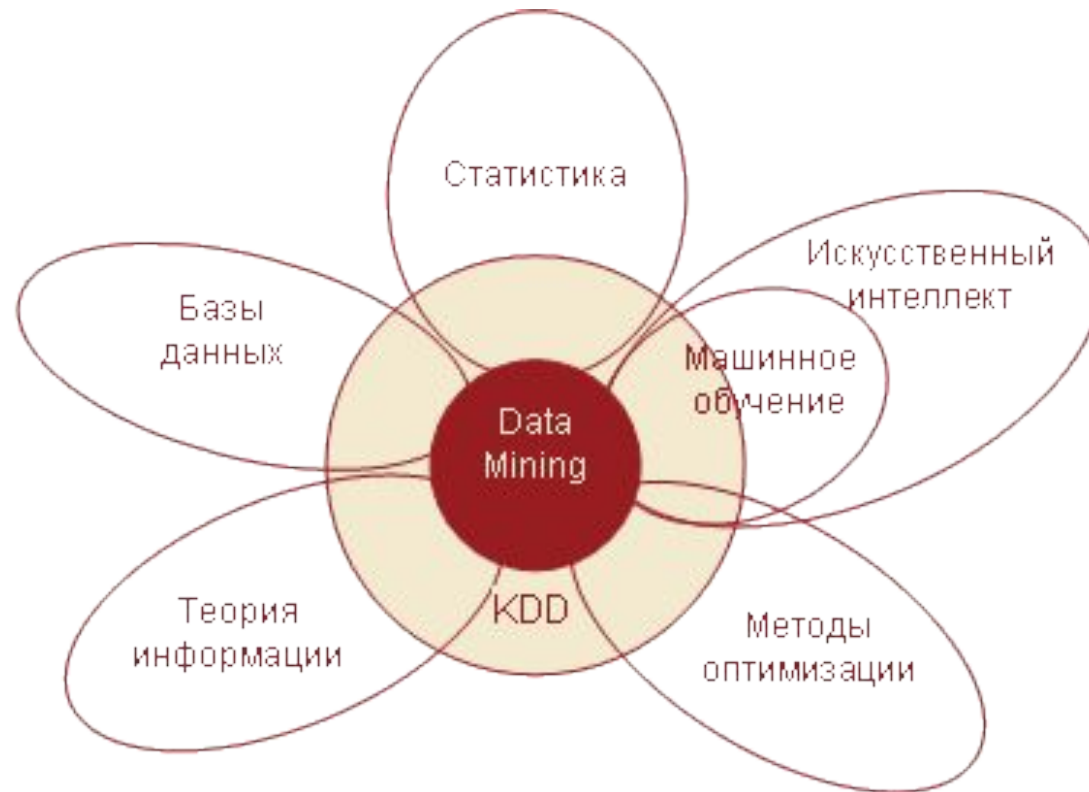 Статистика
Искусственный
интеллект
Базы
данных
Машинное
обучение
Data
Mining
KDD
Теория
информации
Методы
оптимизации